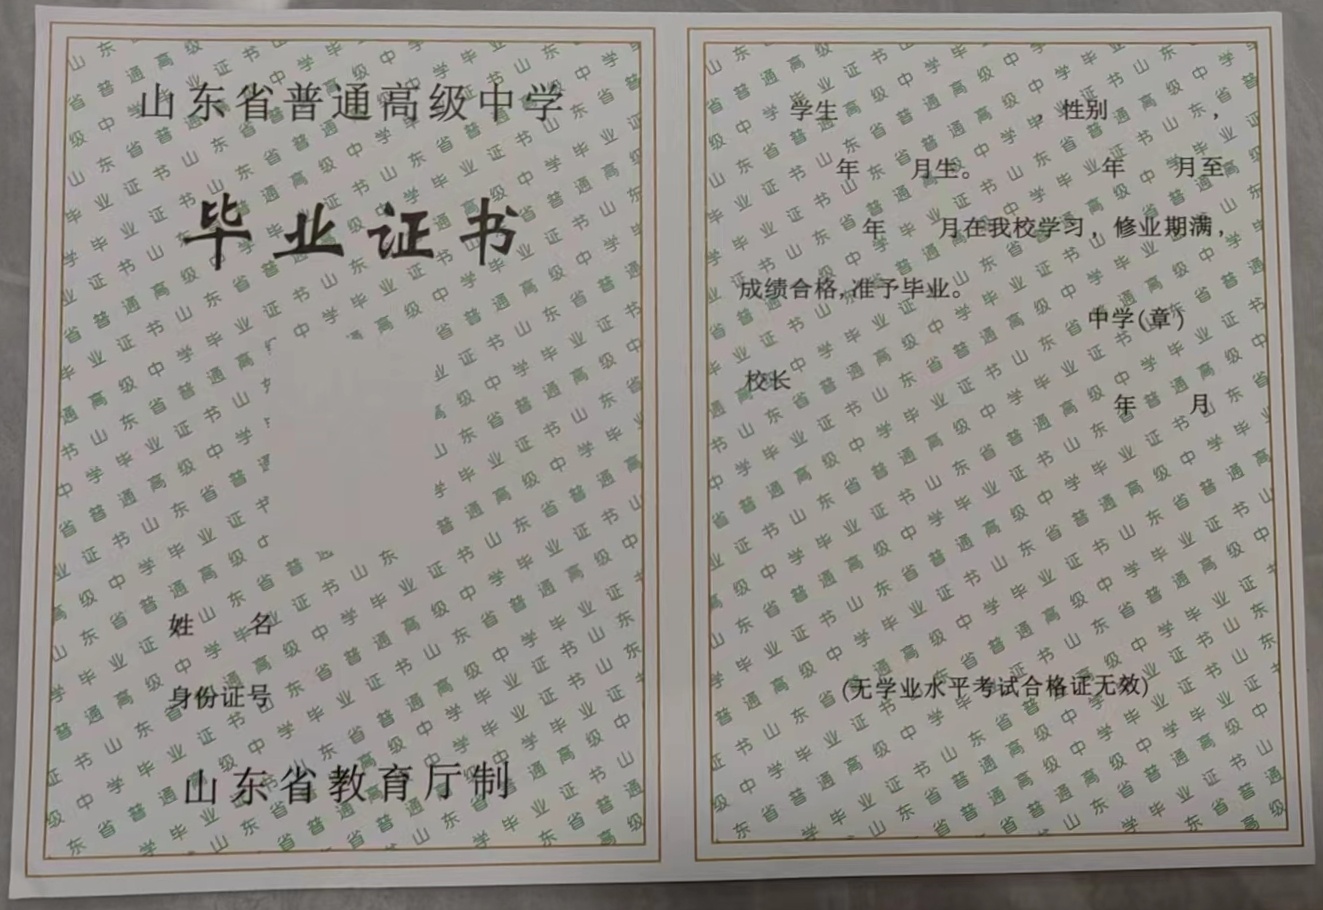 山东省普通高级中学
毕业证书
姓 名
身份证号
山东省教育厅制
学生 ，性别 ，
年 月生。 年 月至
年 月在我校学习，修业期满，
成绩合格，准予毕业。
中学（章）
校长
年 月
（无学业水平考试合格证无效）